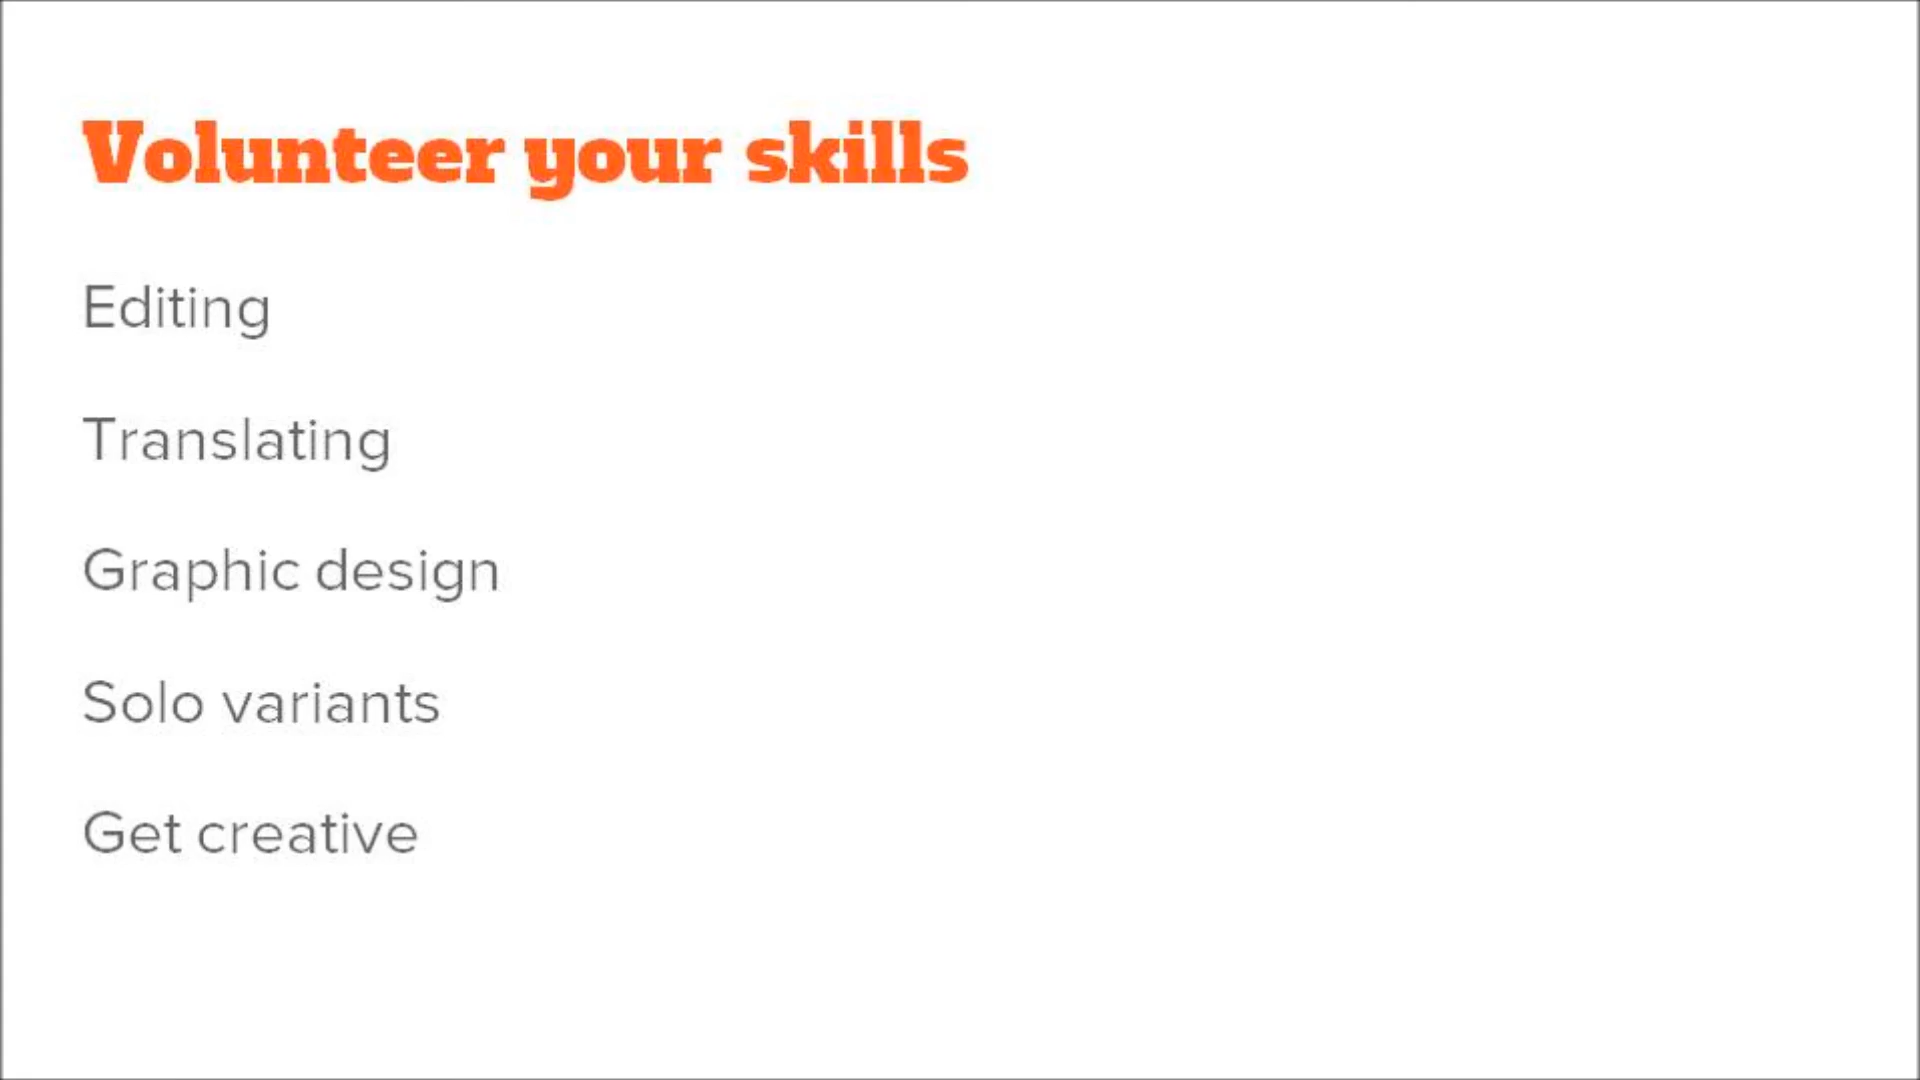 Volunteer your skills
Editing
Translating
Graphic design
Solo variants
Get creative